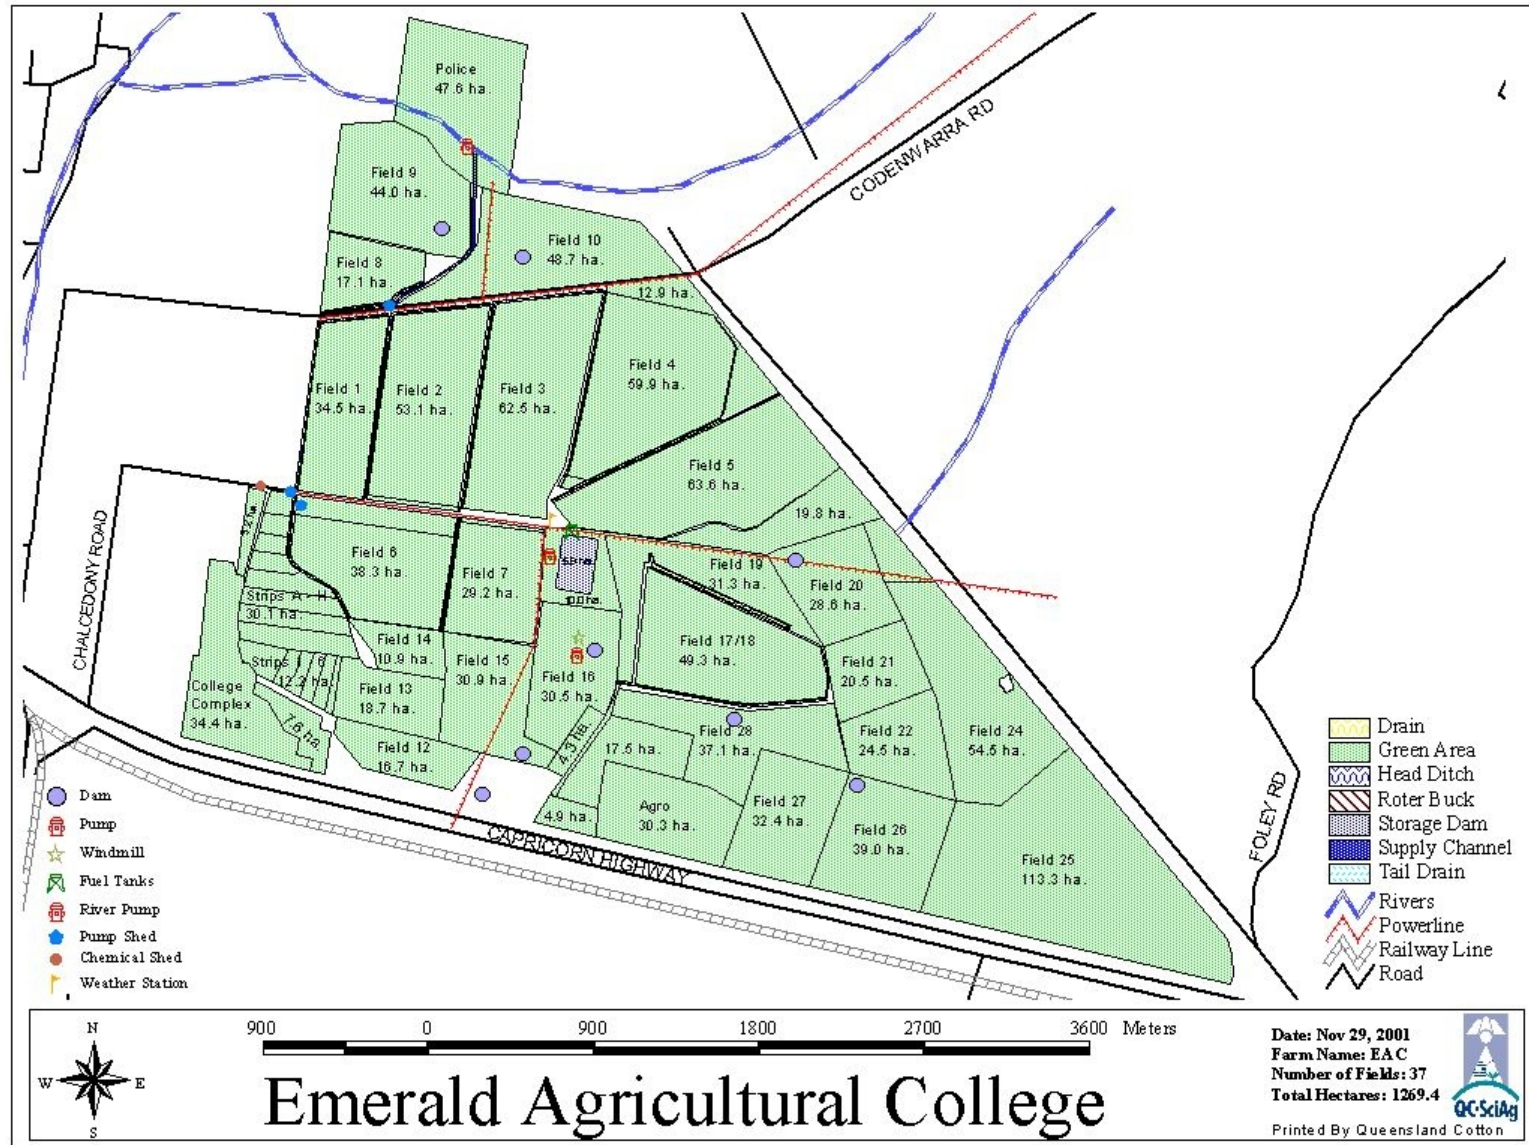 Police
47.6 ha.
CODENWARRA RD
Field 9
44.0 ha.
Field 10
48.7 ha.
Field 8
17.1 ha.
12.9 ha.
Field 4
59.9 ha.
Field 1
34.5 ha.
Field 2
53.1 ha.
Field 3
62.5 ha.
Field 5
63.6 ha.
19.8 ha.
CHALCEDONY ROAD
Field 6
38.3 ha.
Field 7
29.2 ha.
Field 19
31.3 ha.
Field 20
28.6 ha.
Strips A - H
30.1 ha.
Field 14
10.9 ha.
Field 15
30.9 ha.
Field 16
30.5 ha.
Field 17/18
49.3 ha.
Field 21
20.5 ha.
Strips I
12.2 ha.
College
Complex
34.4 ha.
Field 13
18.7 ha.
7.6 ha.
Field 12
16.7 ha.
4.3 ha.
17.5 ha.
Field 28
37.1 ha.
Field 22
24.5 ha.
Field 24
54.5 ha.
4.9 ha.
Agro
30.3 ha.
Field 27
32.4 ha.
Field 26
39.0 ha.
Field 25
113.3 ha.
CAPRICORN HIGHWAY
FOLEY RD
Dam
Pump
Windmill
Fuel Tanks
River Pump
Pump Shed
Chemical Shed
Weather Station
Drain
Green Area
Head Ditch
Roter Buck
Storage Dam
Supply Channel
Tail Drain
Rivers
Powerline
Railway Line
Road
N
W E
S
900 0 900 1800 2700 3600 Meters
Emerald Agricultural College
Date: Nov 29, 2001
Farm Name: EAC
Number of Fields: 37
Total Hectares: 1269.4
QC-SciAg
Printed By Queensland Cotton